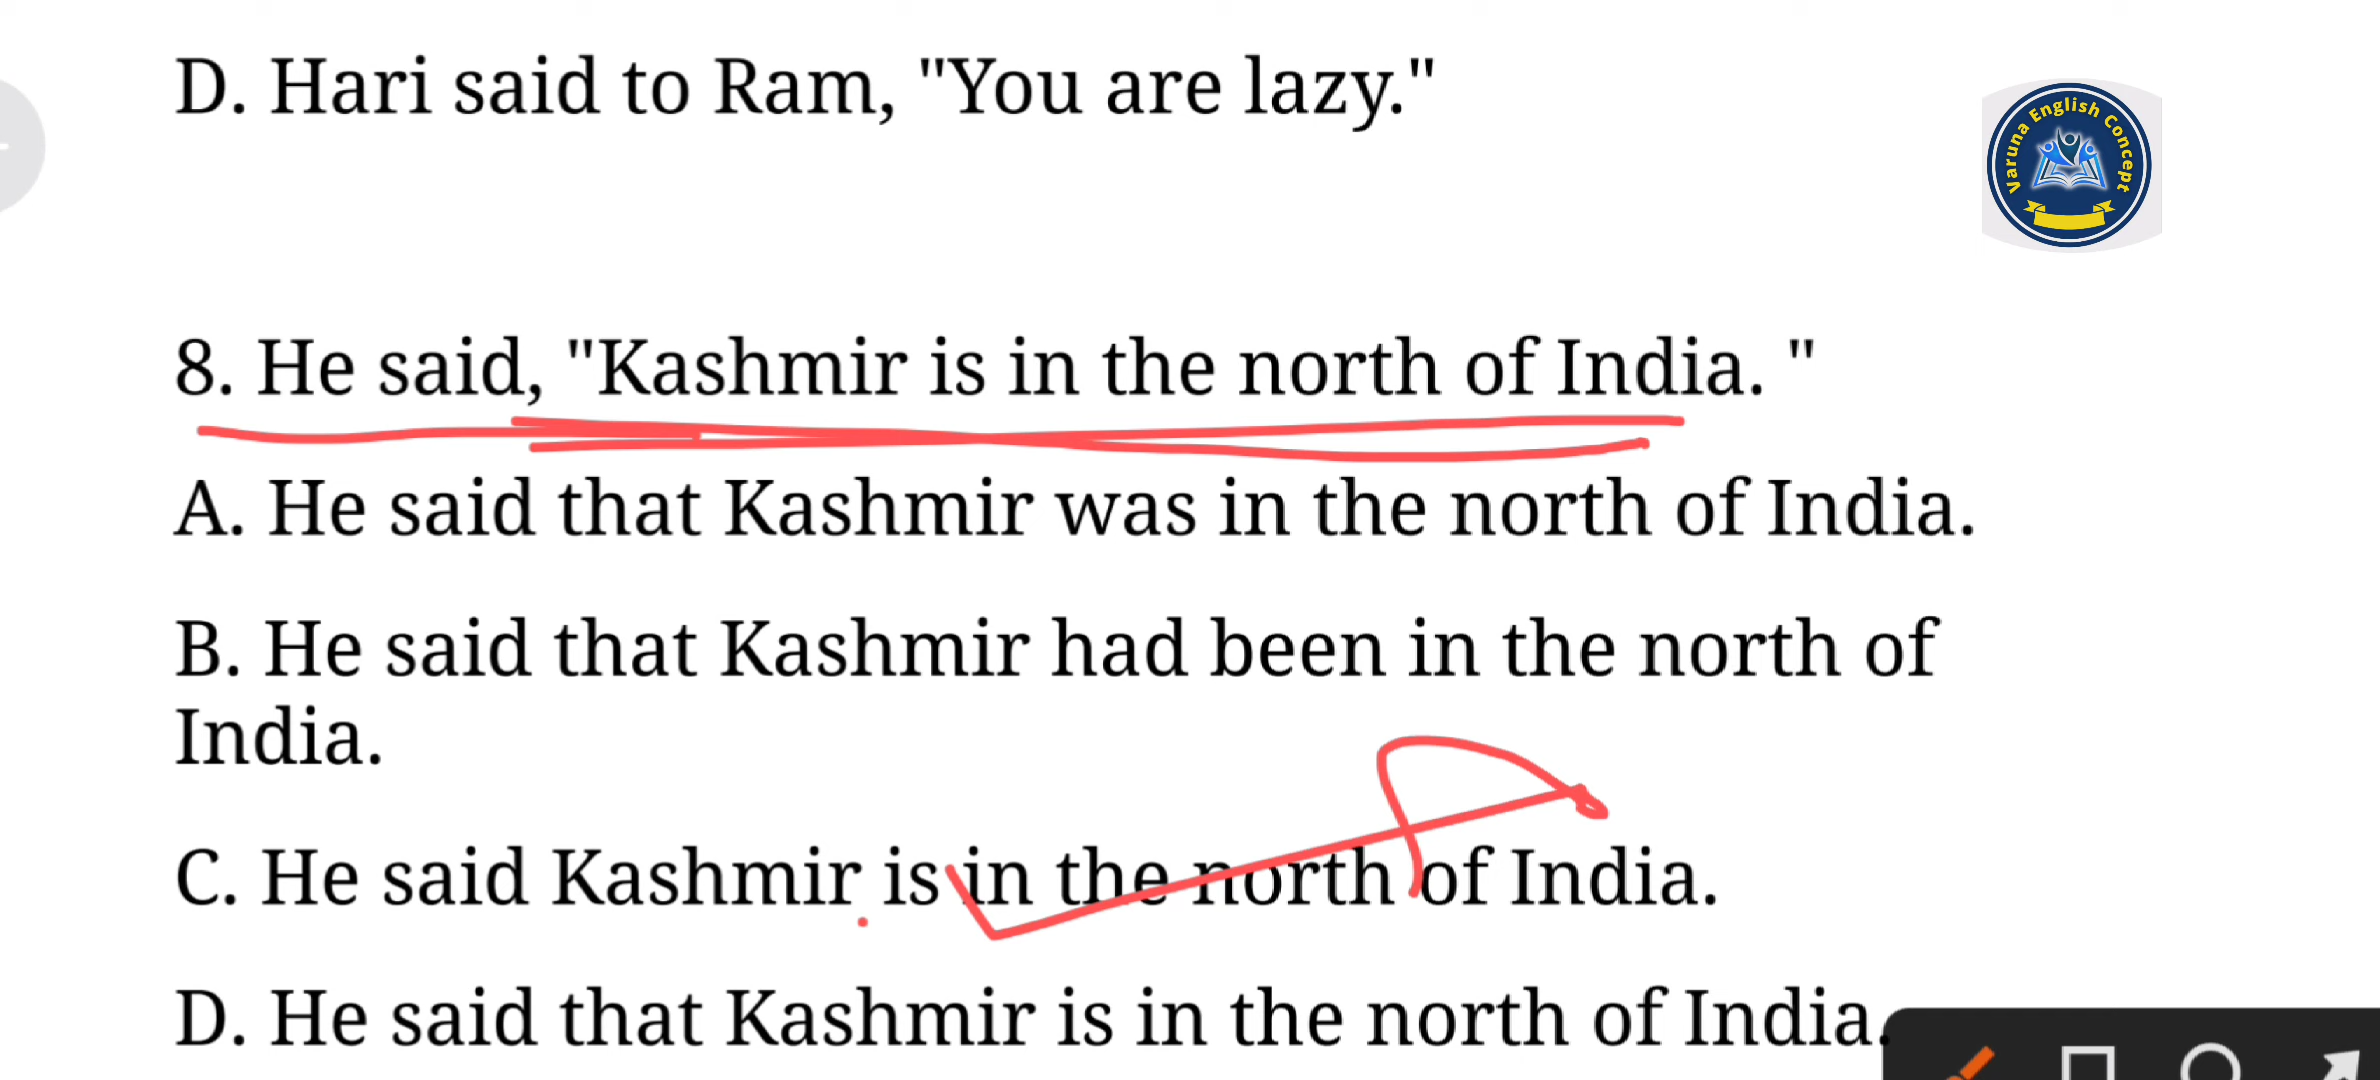 D. Hari said to Ram, "You are lazy."
Varuna English Concept
8. He said, "Kashmir is in the north of India. "
A. He said that Kashmir was in the north of India.
B. He said that Kashmir had been in the north of
India.
C. He said Kashmir is in the north of India.
D. He said that Kashmir is in the north of India.